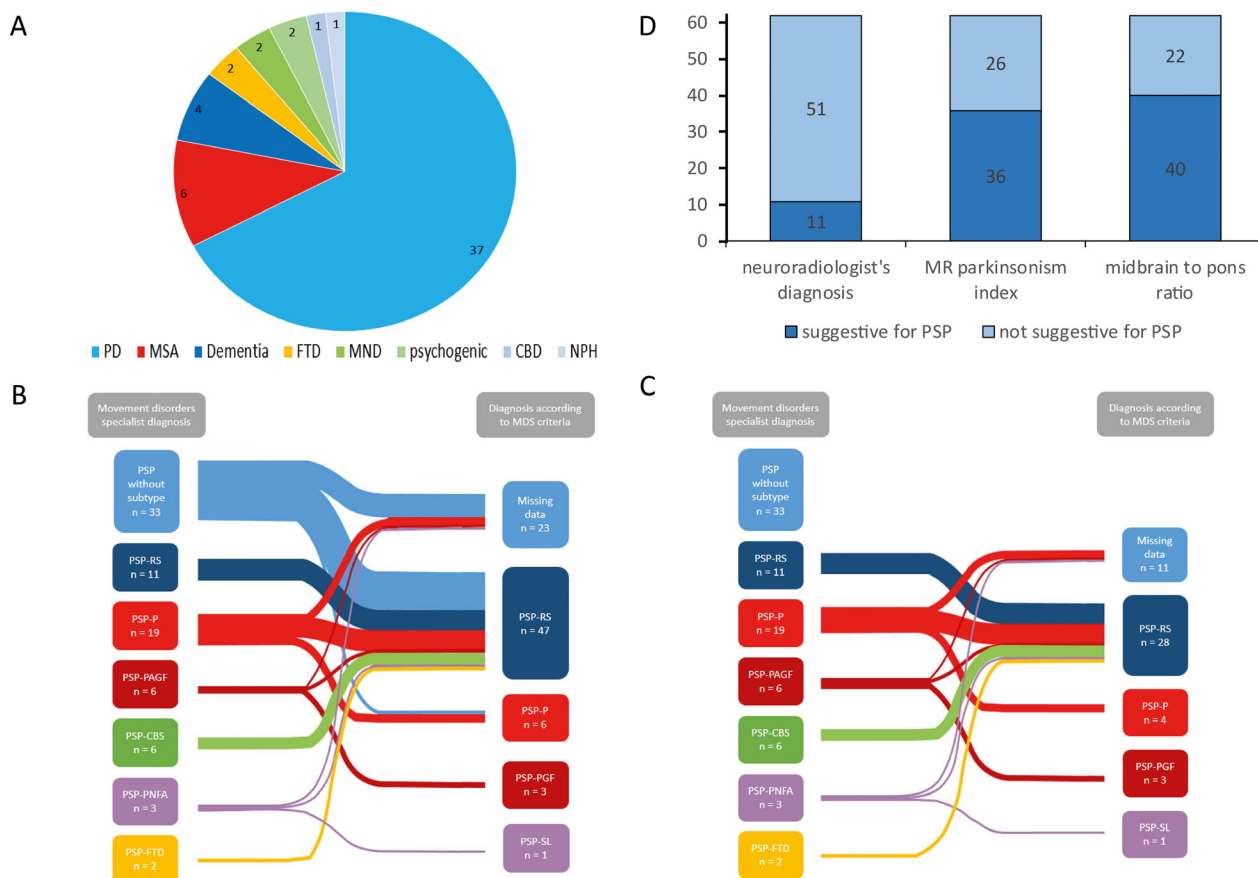 A
1
1
2
2
2
4
6
37
PD MSA Dementia FTD MND psychogenic CBD NPH
D
60
50
40
30
20
10
0
51
11
26
36
22
40
neuroradiologist's
diagnosis
MR parkinsonism
index
midbrain to pons
ratio
suggestive for PSP not suggestive for PSP
B
Movement disorders
specialist diagnosis
Diagnosis according
to MDS criteria
PSP
without
subtype
n = 33
PSP-RS
n = 11
PSP-P
n = 19
PSP-PAGF
n = 6
PSP-CBS
n = 6
PSP-PNFA
n = 3
PSP-FTD
n = 2
Missing
data
n = 23
PSP-RS
n = 47
PSP-P
n = 6
PSP-PGF
n = 3
PSP-SL
n = 1
C
Movement disorders
specialist diagnosis
Diagnosis according
to MDS criteria
PSP
without
subtype
n = 33
PSP-RS
n = 11
PSP-P
n = 19
PSP-PAGF
n = 6
PSP-CBS
n = 6
PSP-PNFA
n = 3
PSP-FTD
n = 2
Missing
data
n = 11
PSP-RS
n = 28
PSP-P
n = 4
PSP-PGF
n = 3
PSP-SL
n = 1